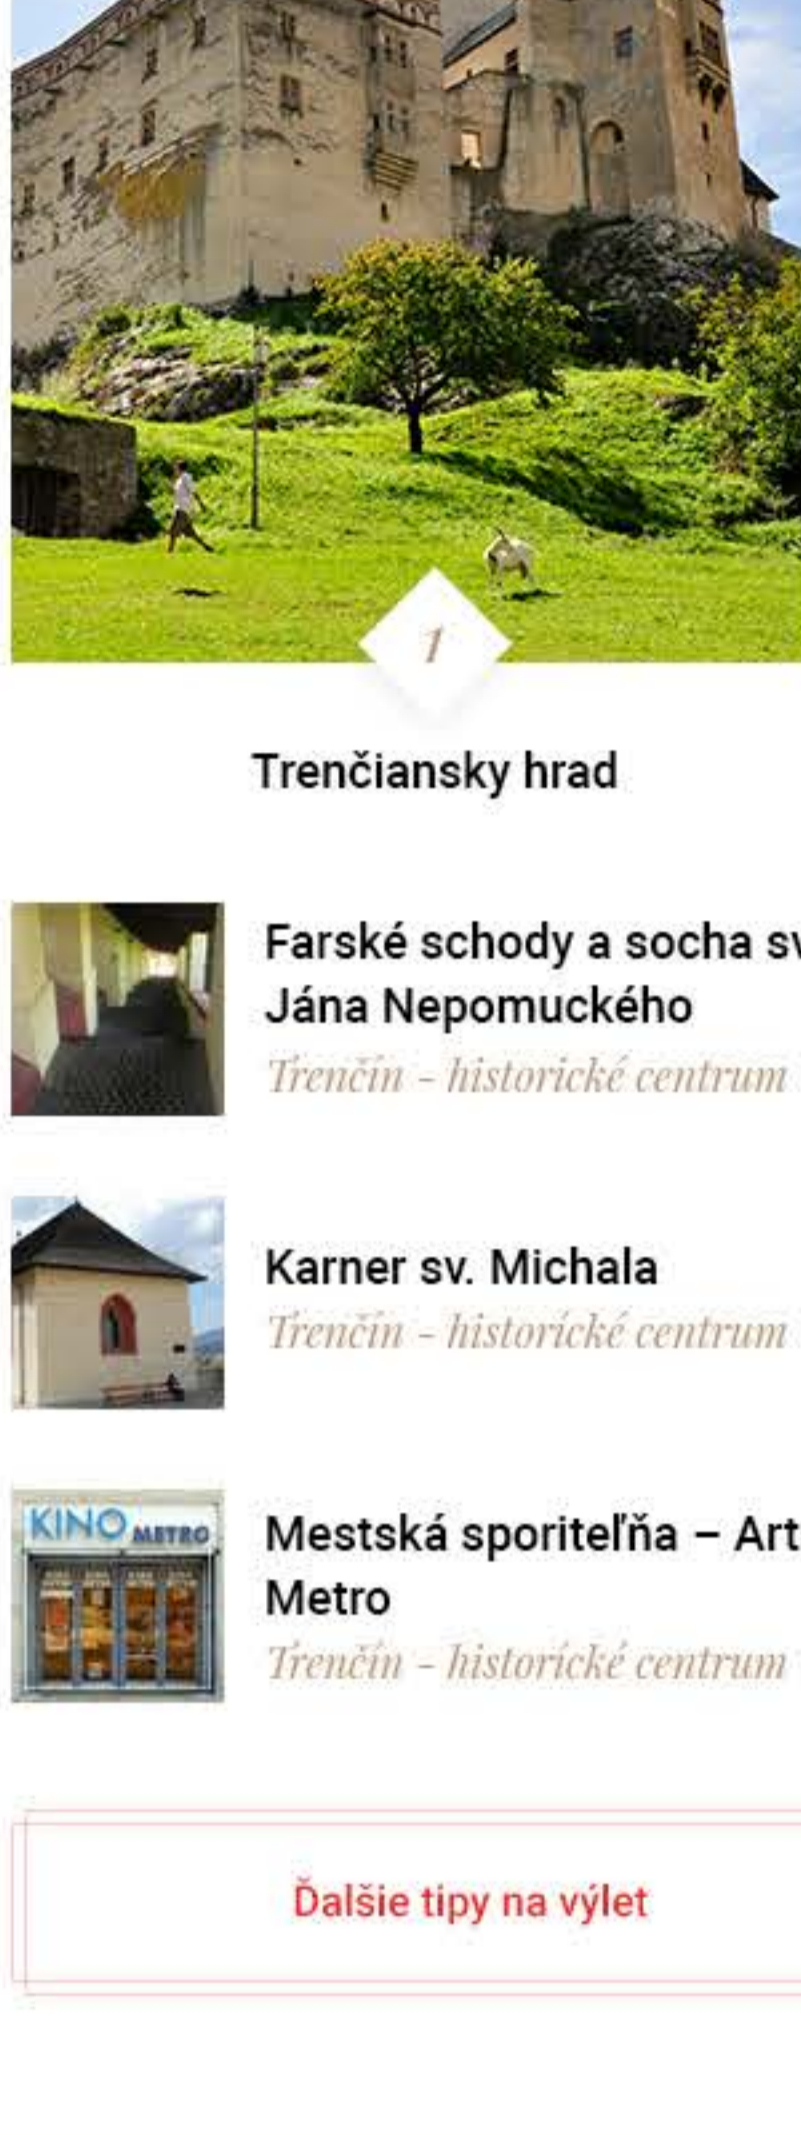 1
Trenčiansky hrad
Farské schody a socha sv
Jána Nepomuckého
Trenčín – historické centrum
Karner sv. Michala
Trenčín – historické centrum
KINO METRO
Mestská sporiteľňa – Art
Metro
Trenčín – historické centrum
Ďalšie tipy na výlet